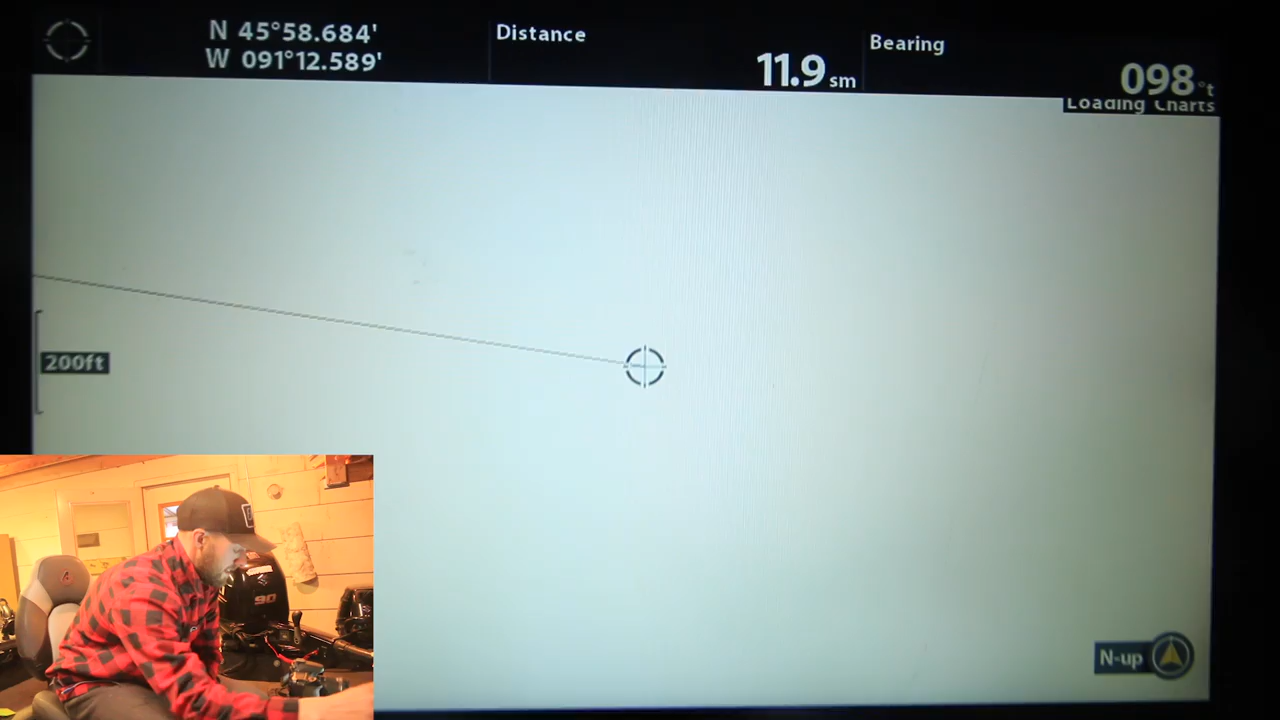 N 45°58.684'
W 091°12.589'
Distance
11.9 sm
Bearing
098°t
Loading Charts
200ft
N-up
90